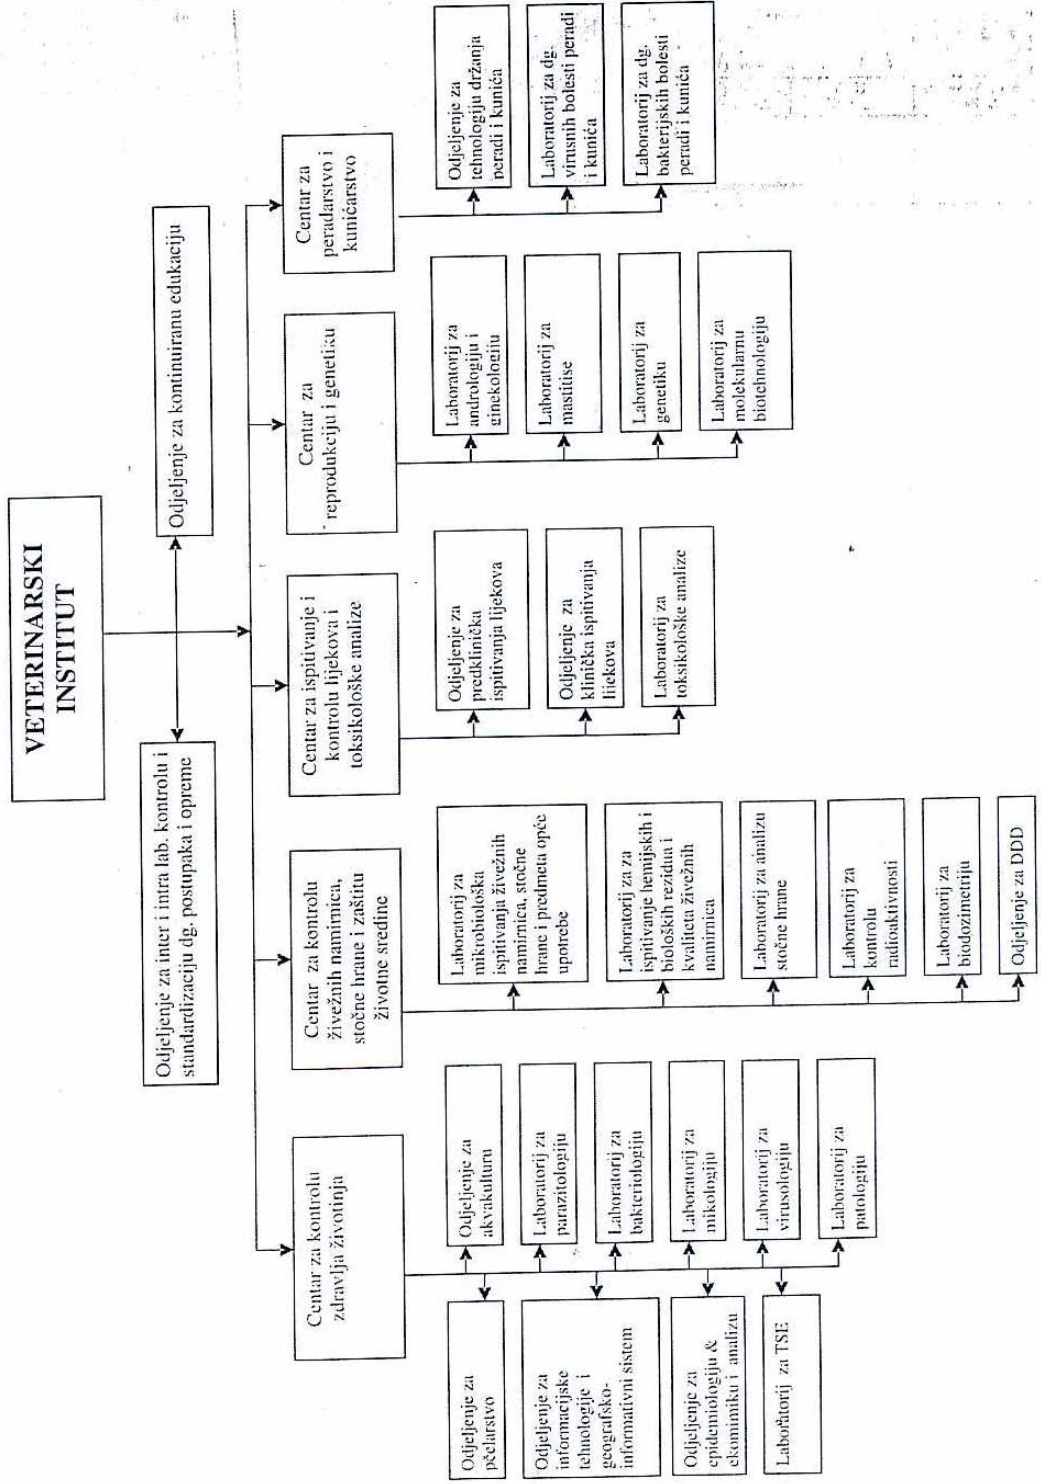 VETERINARSKI
INSTITUT
Odjeljenje za inter i intra lab. kontrolu i
standardizaciju dg. postupaka i opreme
Odjeljenje za kontinuiranu edukaciju
Centar za kontrolu
zdravlja životinja
Centar za kontrolu
živežnih namirnica,
stočne hrane i zaštitu
životne sredine
Centar za ispitivanje i
kontrolu lijekova i
toksikološke analize
Centar za
reprodukciju i genetiku
Centar za
peradarstvo i
kunićarstvo
Odjeljenje za
pčelarstvo
Odjeljenje za
informacijske
tehnologije i
geografsko-
informativni sistem
Odjeljenje za
epidemiologiju &
ekomimiku i analizu
Laboratorij za TSE
Odjeljenje za
akvakulturu
Laboratorij za
parazitologiju
Laboratorij za
bakteriologiju
Laboratorij za
mikologiju
Laboratorij za
virusologiju
Laboratorij za
patologiju
Laboratorij za
mikrobiološka
ispitivanja živežnih
namirnica, stočne
hrane i predmeta opće
upotrebe
Laboratorij za za
ispitivanje hemijskih i
bioloških rezidua i
kvaliteta živežnih
namirnica
Laboratorij za analizu
stočne hrane
Laboratorij za
kontrolu
radioaktivnosti
Laboratorij za
biodozimetriju
Odjeljenje za DDD
Odjeljenje za
predklinička
ispitivanja lijekova
Odjeljenje za
klinička ispitivanja
lijekova
Laboratorij za
toksikološke analize
Laboratorij za
andrologiju i
ginekologiju
Laboratorij za
mastitise
Laboratorij za
genetiku
Laboratorij za
molekularnu
biotehnologiju
Odjeljenje za
tehnologiju držanja
peradi i kunića
Laboratorij za dg.
virusnih bolesti peradi
i kunića
Laboratorij za dg.
bakterijskih bolesti
peradi i kunića